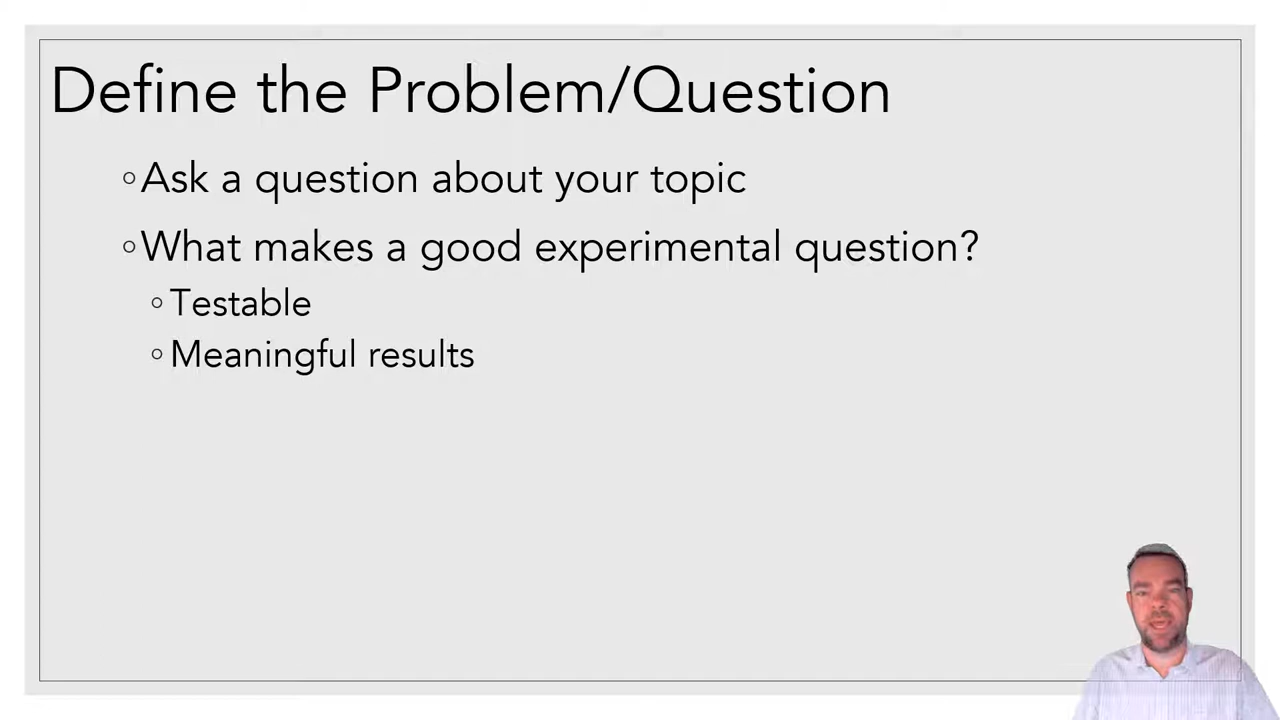 Define the Problem/Question
◦Ask a question about your topic
◦What makes a good experimental question?
◦Testable
◦Meaningful results